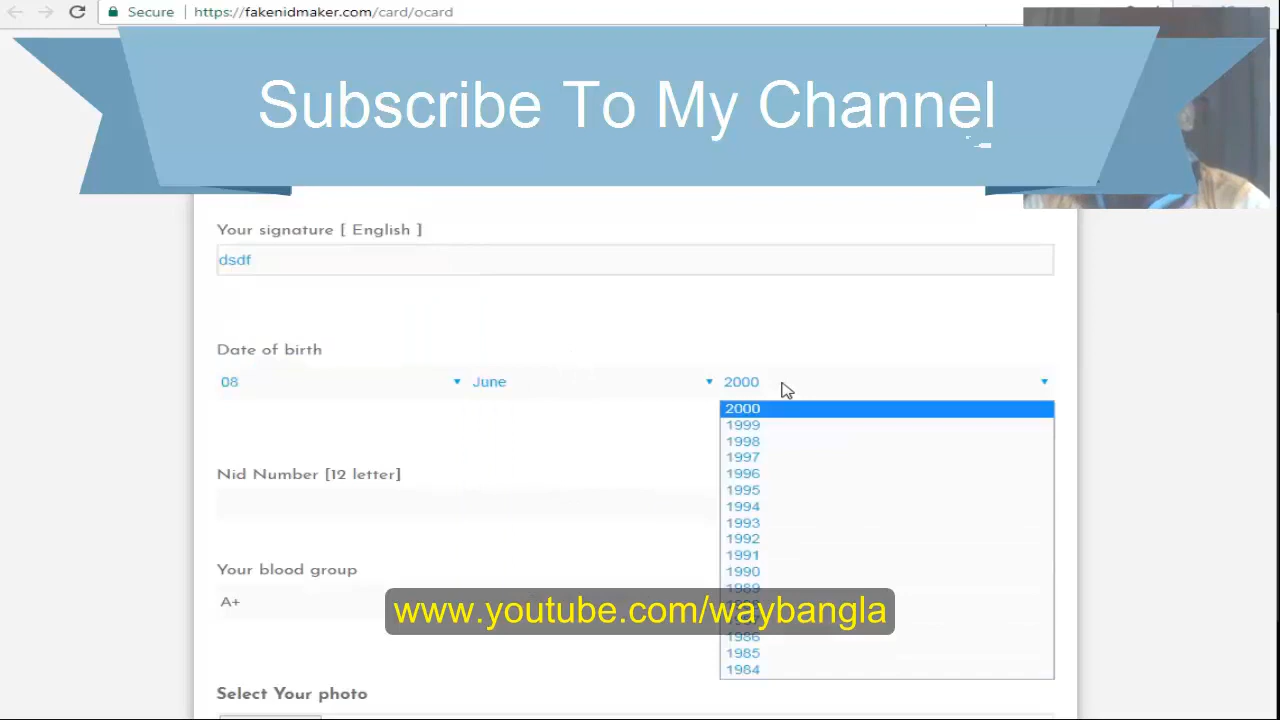 Secure https://fakenidmaker.com/card/ocard
Subscribe To My Channel
Your signature [ English ]
dsdf
Date of birth
08 June 2000
2000
1999
1998
1997
1996
1995
1994
1993
1992
1991
1990
1989
1986
1985
1984
Nid Number [12 letter]
Your blood group
A+
www.youtube.com/waybangla
Select Your photo